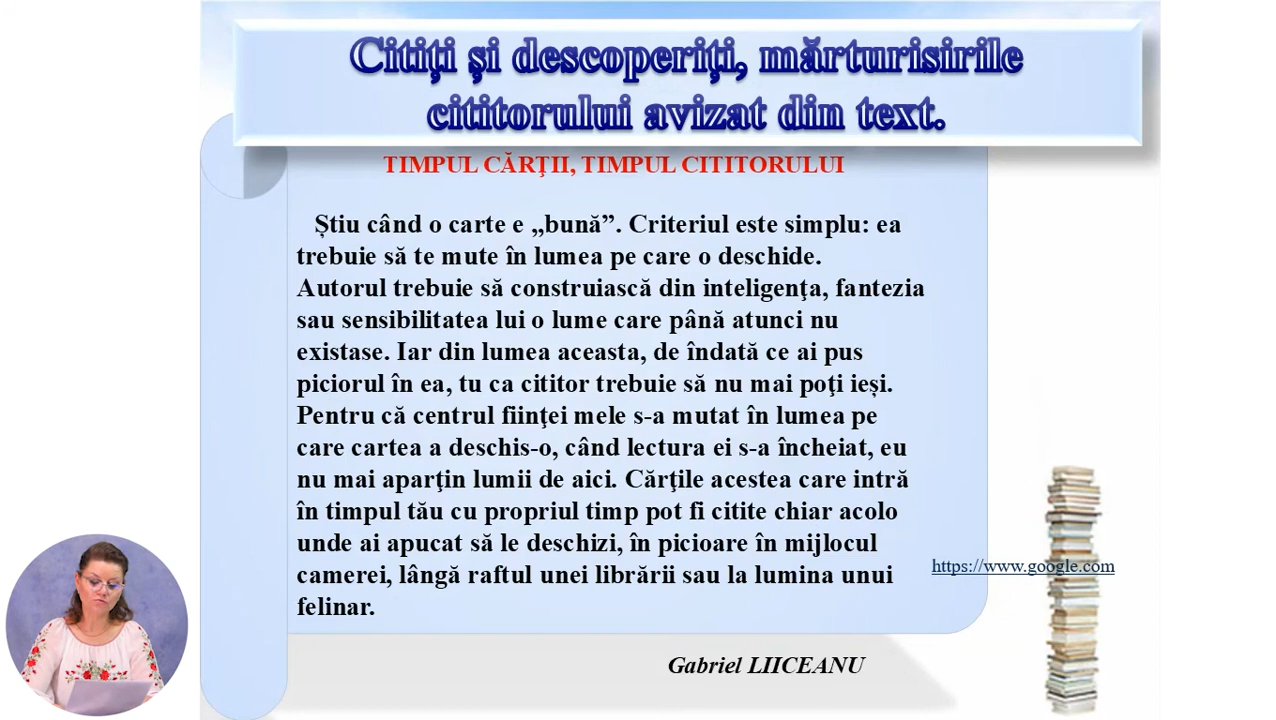 Citiți și descoperiți, mărturisirile
cititorului avizat din text.
TIMPUL CĂRŢII, TIMPUL CITITORULUI
Știu când o carte e „bună”. Criteriul este simplu: ea
trebuie să te mute în lumea pe care o deschide.
Autorul trebuie să construiască din inteligenţa, fantezia
sau sensibilitatea lui o lume care până atunci nu
existase. Iar din lumea aceasta, de îndată ce ai pus
piciorul în ea, tu ca cititor trebuie să nu mai poţi ieși.
Pentru că centrul fiinţei mele s-a mutat în lumea pe
care cartea a deschis-o, când lectura ei s-a încheiat, eu
nu mai aparţin lumii de aici. Cărţile acestea care intră
în timpul tău cu propriul timp pot fi citite chiar acolo
unde ai apucat să le deschizi, în picioare în mijlocul
camerei, lângă raftul unei librării sau la lumina unui
felinar.
https://www.google.com
Gabriel LIICEANU